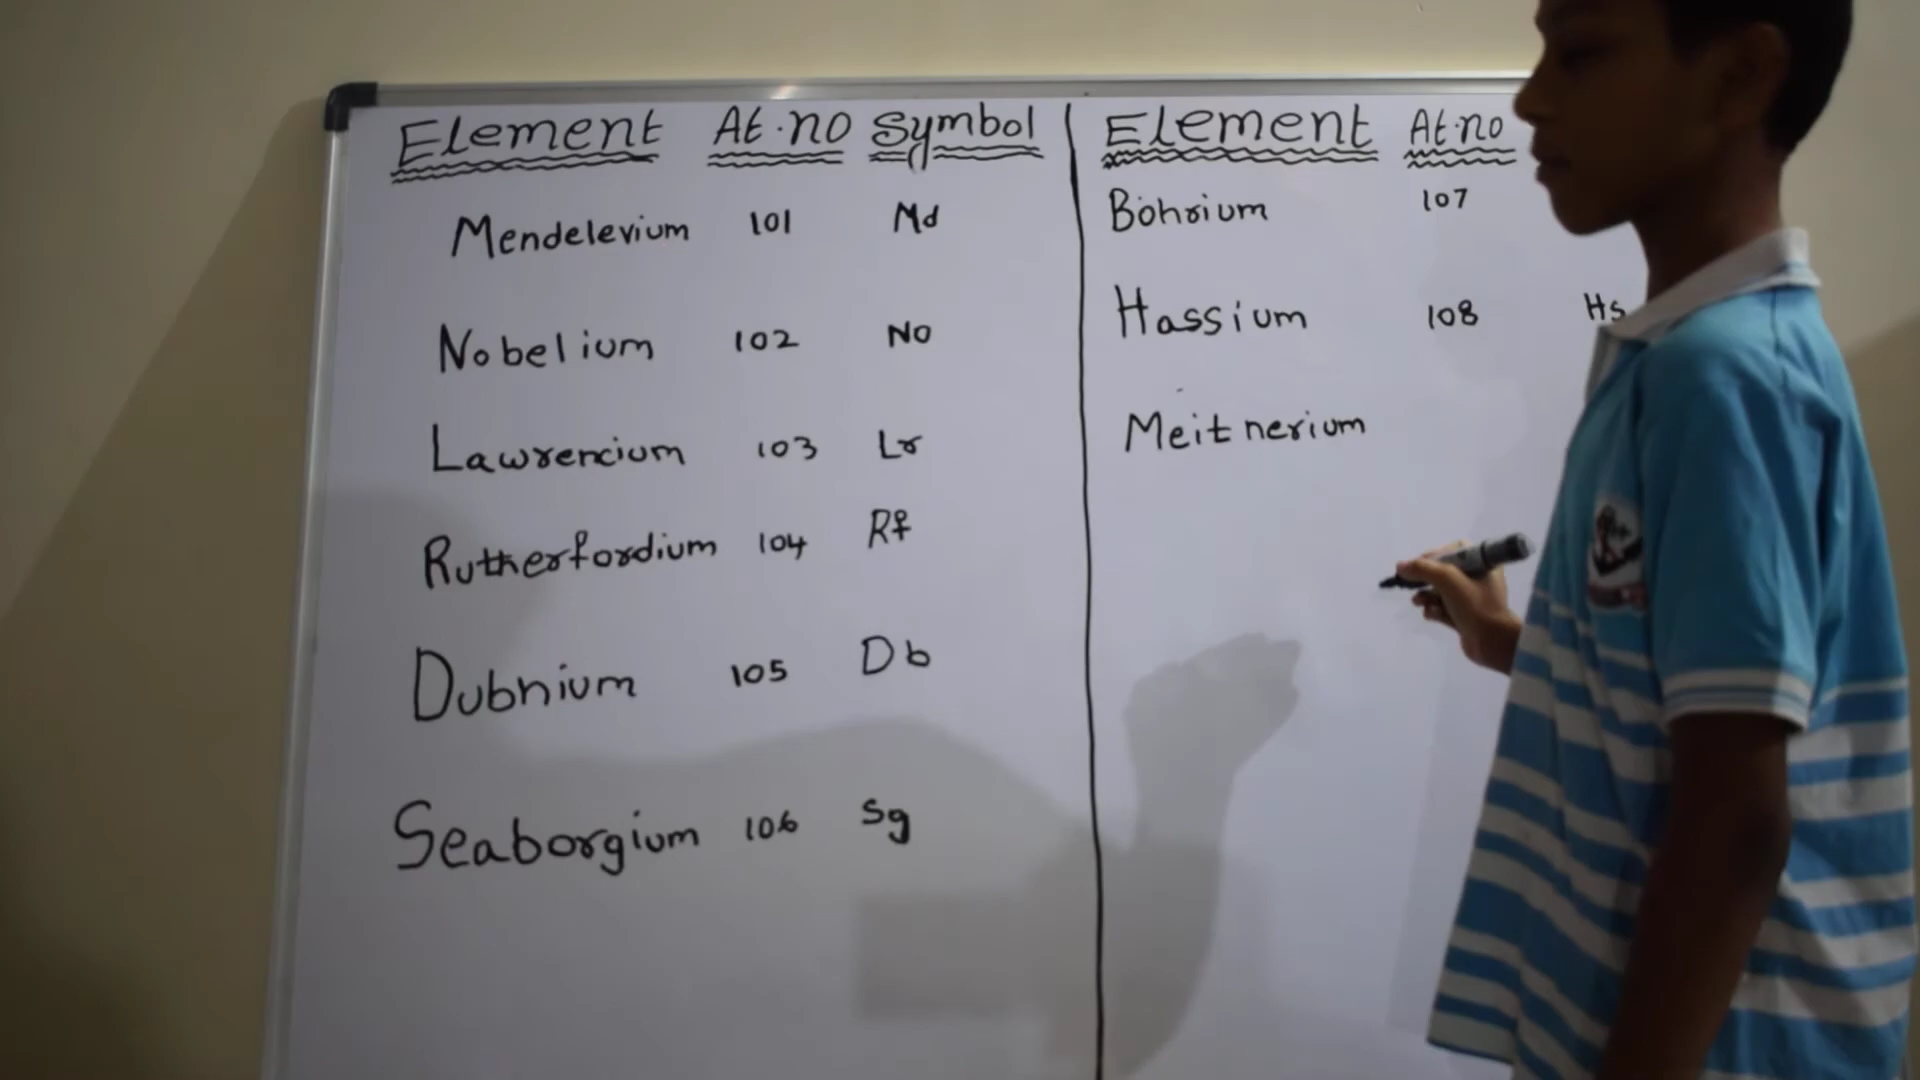 Element At.no Symbol
Mendelevium 101 Md
Nobelium 102 No
Lawrencium 103 Lr
Rutherfordium 104 Rf
Dubnium 105 Db
Seaborgium 106 Sg
Element At.no
Bohrium 107
Hassium 108 Hs
Meitnerium